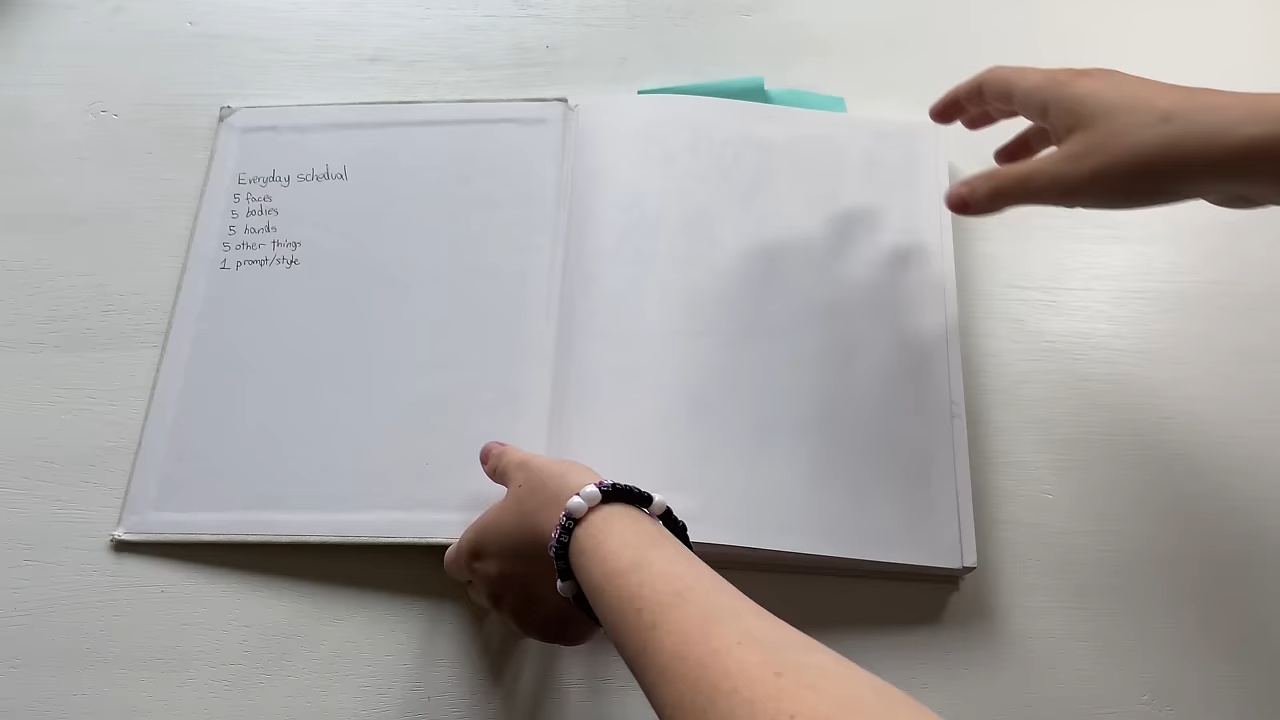 Everyday schedual
5 faces
5 bodies
5 hands
5 other things
1 prompt/style